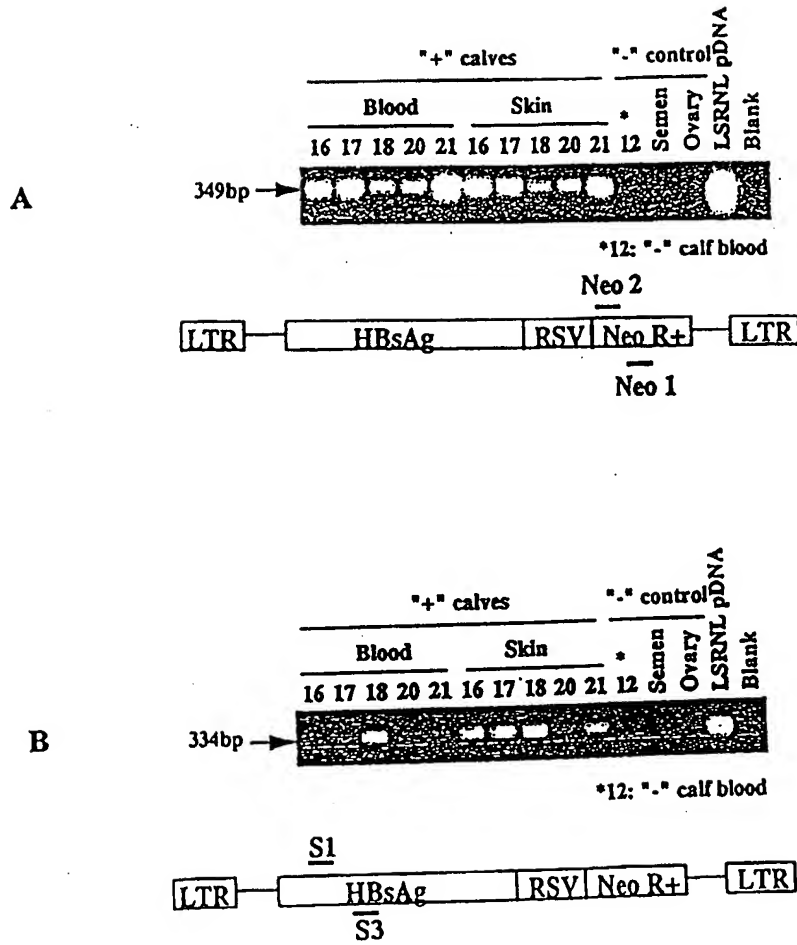 "+" calves "-" control
Blood Skin
* Semen Ovary LSRNL pDNA Blank
16 17 18 20 21 16 17 18 20 21 12
A
349bp
*12: "-" calf blood
Neo 2
LTR HBsAg RSV Neo R+ LTR
Neo 1
"+" calves "-" control
Blood Skin
* Semen Ovary LSRNL pDNA Blank
16 17 18 20 21 16 17 18 20 21 12
B
334bp
*12: "-" calf blood
S1
LTR HBsAg RSV Neo R+ LTR
S3